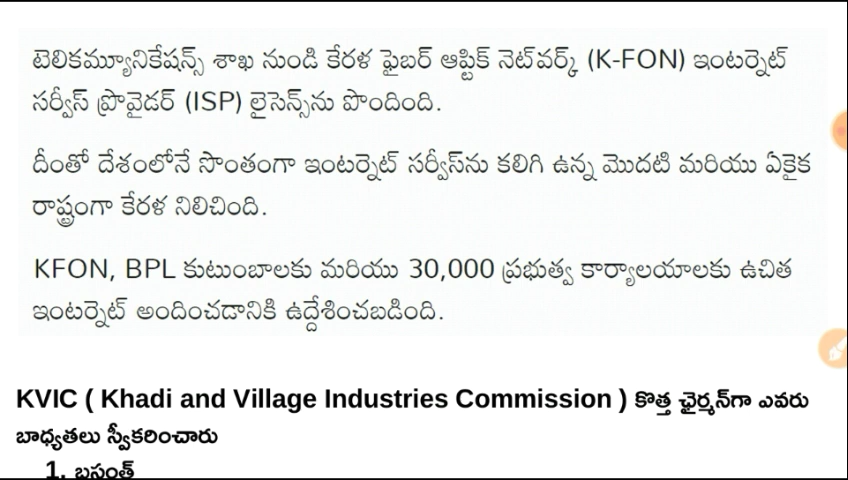 టెలికమ్యూనికేషన్స్ శాఖ నుండి కేరళ ఫైబర్ ఆప్టిక్ నెట్‌వర్క్ (K-FON) ఇంటర్నెట్
సర్వీస్ ప్రొవైడర్ (ISP) లైసెన్స్‌ను పొందింది.
దీంతో దేశంలోనే సొంతంగా ఇంటర్నెట్ సర్వీస్‌ను కలిగి ఉన్న మొదటి మరియు ఏకైక
రాష్ట్రంగా కేరళ నిలిచింది.
KFON, BPL కుటుంబాలకు మరియు 30,000 ప్రభుత్వ కార్యాలయాలకు ఉచిత
ఇంటర్నెట్ అందించడానికి ఉద్దేశించబడింది.
KVIC ( Khadi and Village Industries Commission ) కొత్త ఛైర్మన్‌గా ఎవరు
బాధ్యతలు స్వీకరించారు
1. బసంత్